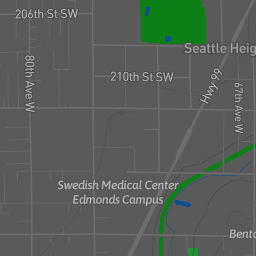 206th St SW
Seattle Heig
210th St SW
80th Ave W
Hwy 99
67th Ave W
Swedish Medical Center
Edmonds Campus
Bento